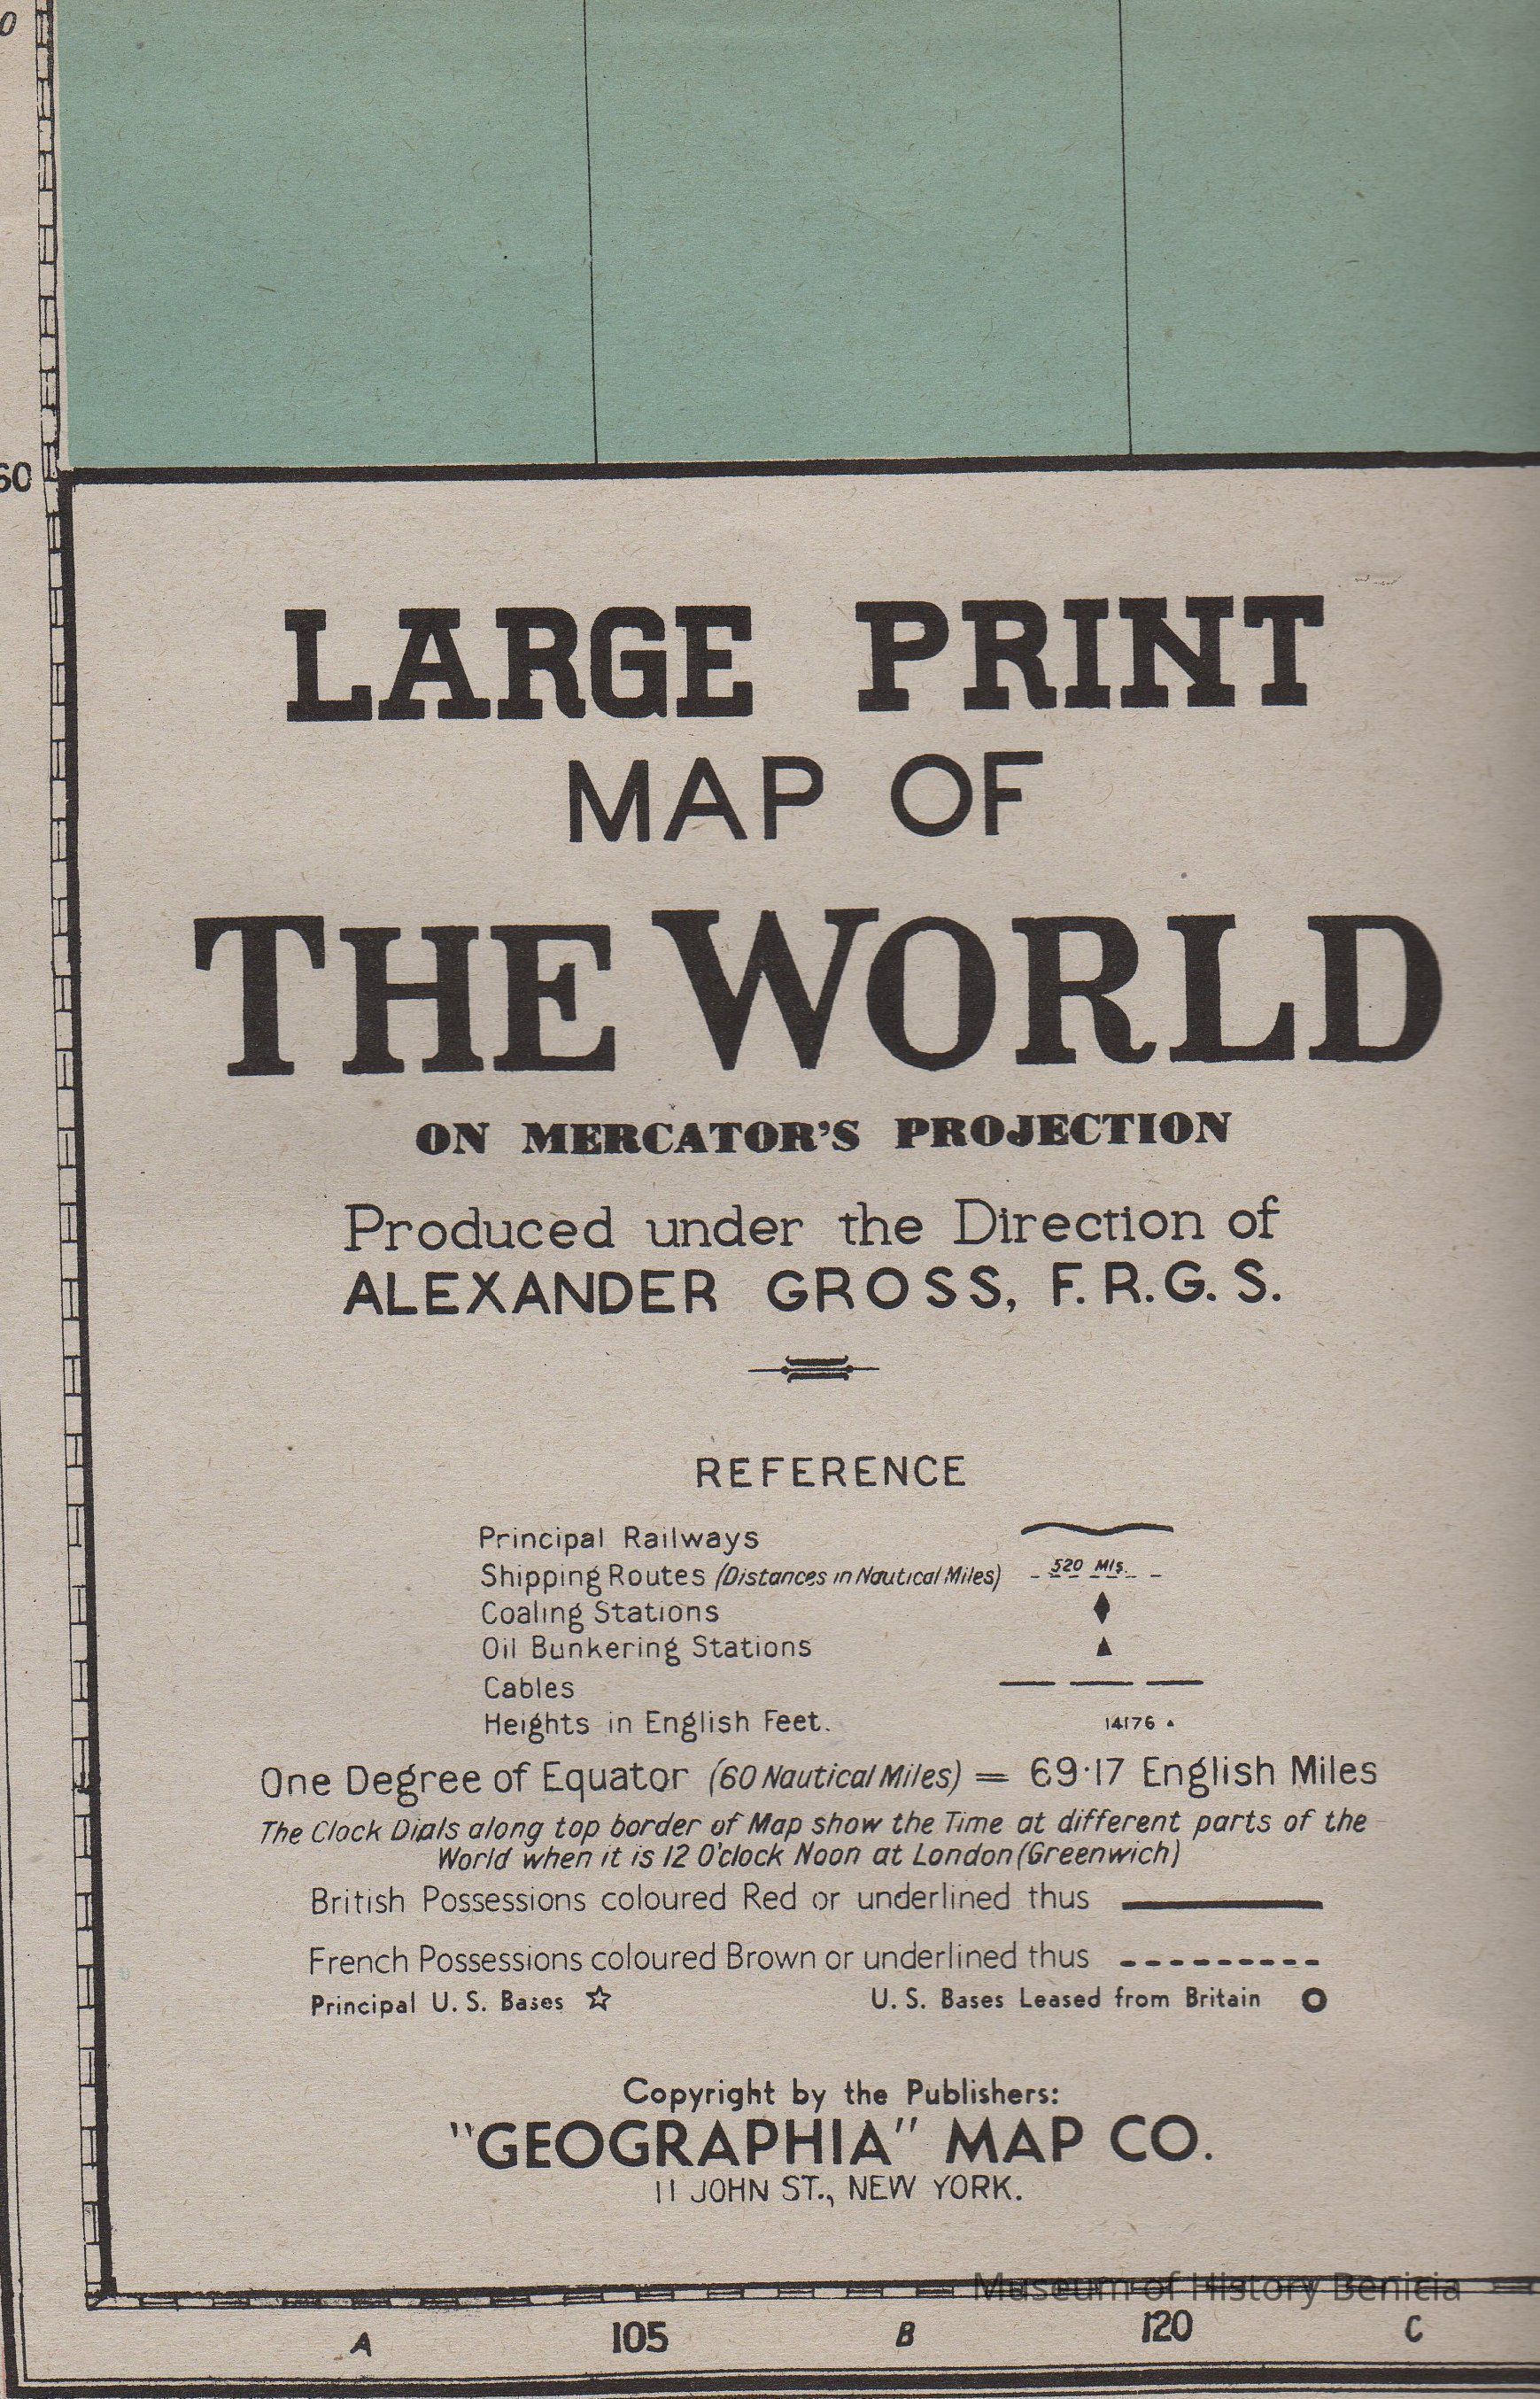 0
60
LARGE PRINT
MAP OF
THE WORLD
ON MERCATOR'S PROJECTION
Produced under the Direction of
ALEXANDER GROSS, F.R.G.S.
REFERENCE
Principal Railways
Shipping Routes (Distances in Nautical Miles) 520 Mls.
Coaling Stations
Oil Bunkering Stations
Cables
Heights in English Feet. 14176
One Degree of Equator (60 Nautical Miles) = 69·17 English Miles
The Clock Dials along top border of Map show the Time at different parts of the
World when it is 12 O'clock Noon at London (Greenwich)
British Possessions coloured Red or underlined thus
French Possessions coloured Brown or underlined thus
Principal U.S. Bases ☆ U.S. Bases Leased from Britain O
Copyright by the Publishers:
"GEOGRAPHIA" MAP CO.
11 JOHN ST., NEW YORK.
Museum of History Benicia
A 105 B 120 C